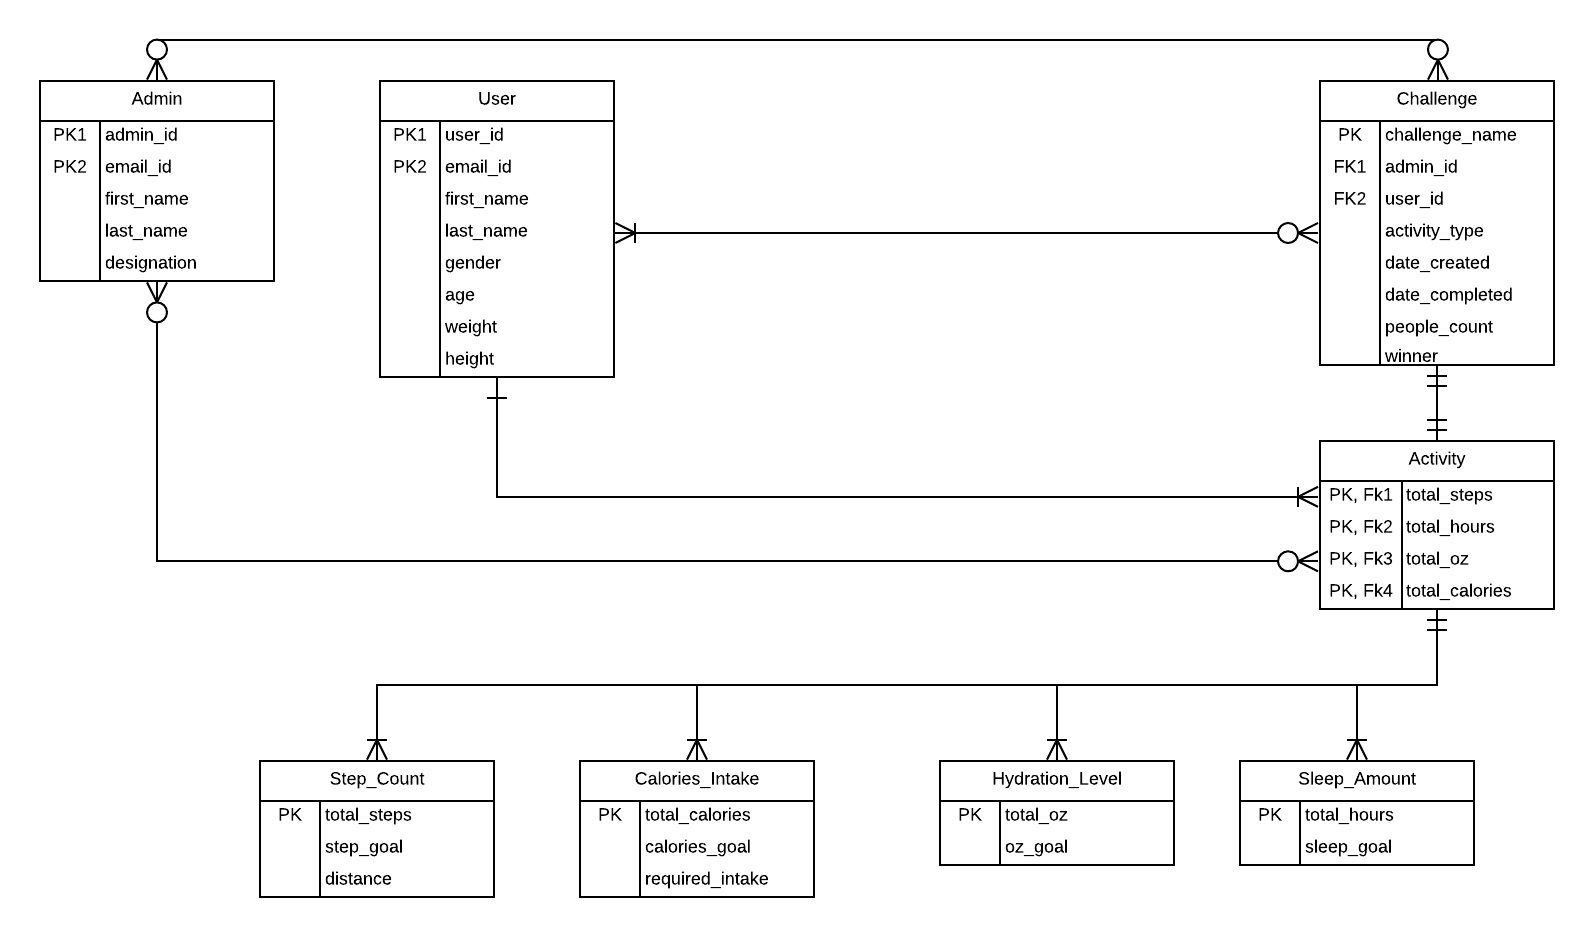 Admin
PK1 admin_id
PK2 email_id
first_name
last_name
designation
User
PK1 user_id
PK2 email_id
first_name
last_name
gender
age
weight
height
Challenge
PK challenge_name
FK1 admin_id
FK2 user_id
activity_type
date_created
date_completed
people_count
winner
Activity
PK, Fk1 total_steps
PK, Fk2 total_hours
PK, Fk3 total_oz
PK, Fk4 total_calories
Step_Count
PK total_steps
step_goal
distance
Calories_Intake
PK total_calories
calories_goal
required_intake
Hydration_Level
PK total_oz
oz_goal
Sleep_Amount
PK total_hours
sleep_goal